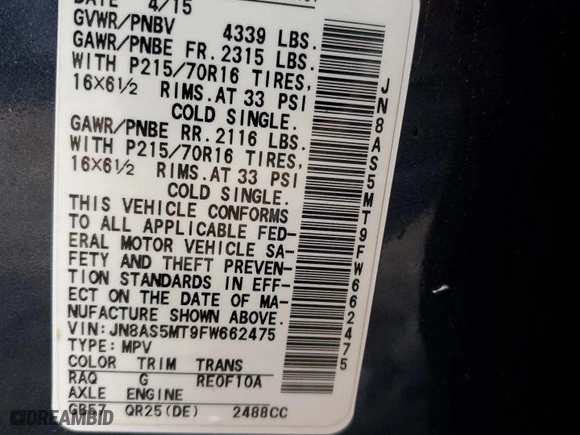 DATE 4/15
GVWR/PNBV 4339 LBS.
GAWR/PNBE FR. 2315 LBS.
WITH P215/70R16 TIRES,
16X6½ RIMS.AT 33 PSI
COLD SINGLE.
GAWR/PNBE RR. 2116 LBS.
WITH P215/70R16 TIRES,
16X6½ RIMS.AT 33 PSI
COLD SINGLE.
THIS VEHICLE CONFORMS
TO ALL APPLICABLE FED-
ERAL MOTOR VEHICLE SA-
FETY AND THEFT PREVEN-
TION STANDARDS IN EFF-
ECT ON THE DATE OF MA-
NUFACTURE SHOWN ABOVE.
VIN:JN8AS5MT9FW662475
TYPE:MPV
COLOR TRIM TRANS
RAQ G RE0F10A
AXLE ENGINE
GB57 QR25(DE) 2488CC
JN8AS5MT9FW662475
DREAMBID